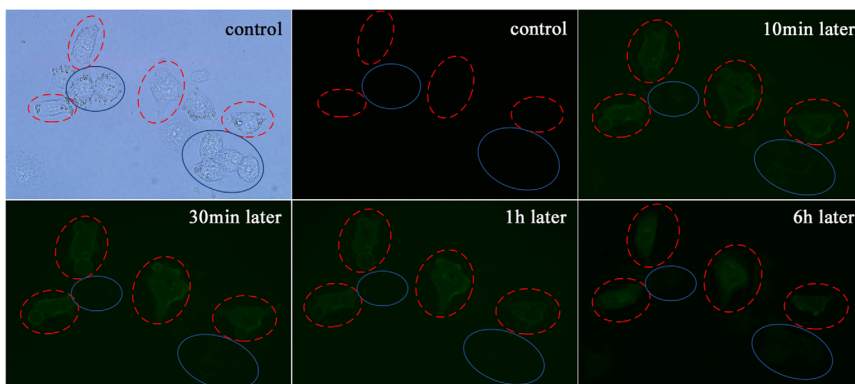 control
control
10min later
30min later
1h later
6h later